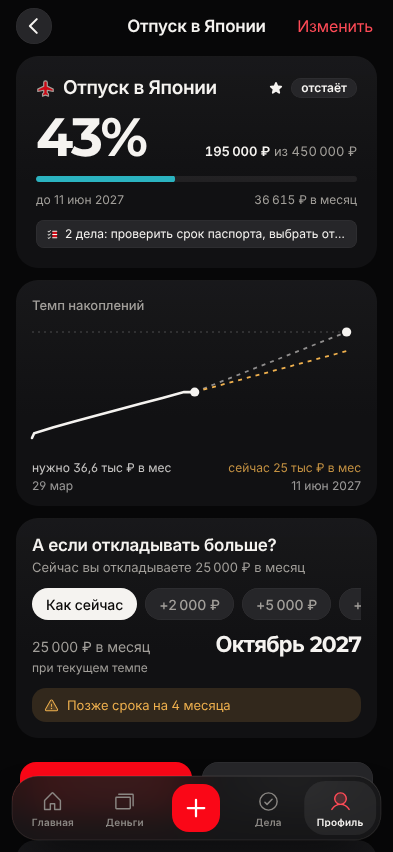 Отпуск в Японии
Изменить
Отпуск в Японии
отстаёт
43%
195 000 ₽ из 450 000 ₽
до 11 июн 2027
36 615 ₽ в месяц
2 дела: проверить срок паспорта, выбрать от...
Темп накоплений
нужно 36,6 тыс ₽ в мес
сейчас 25 тыс ₽ в мес
29 мар
11 июн 2027
А если откладывать больше?
Сейчас вы откладываете 25 000 ₽ в месяц
Как сейчас
+2 000 ₽
+5 000 ₽
+
25 000 ₽ в месяц
Октябрь 2027
при текущем темпе
Позже срока на 4 месяца
Главная
Деньги
Дела
Профиль